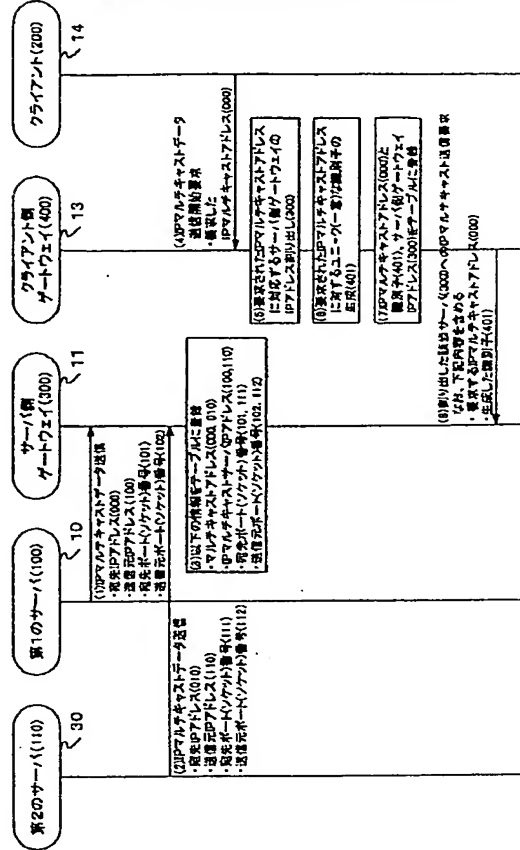 第2のサーバ(110)
30
第1のサーバ(100)
10
サーバ側
ゲートウェイ(300)
11
クライアント側
ゲートウェイ(400)
13
クライアント(200)
14
(1)IPマルチキャストデータ送信
・宛先IPアドレス(000)
・送信元IPアドレス(100)
・宛先ポート(ソケット)番号(101)
・送信元ポート(ソケット)番号(102)
(2)IPマルチキャストデータ送信
・宛先IPアドレス(010)
・送信元IPアドレス(110)
・宛先ポート(ソケット)番号(111)
・送信元ポート(ソケット)番号(112)
(3)以下の情報をテーブルに登録
・マルチキャストアドレス(000, 010)
・IPマルチキャストサーバIPアドレス(100,110)
・宛先ポート(ソケット)番号(101, 111)
・送信元ポート(ソケット)番号(102, 112)
(4)IPマルチキャストデータ
送信開始要求
・要求した
IPマルチキャストアドレス(000)
(5)要求されたIPマルチキャストアドレス
に対応するサーバ側ゲートウェイの
IPアドレス割り出し(300)
(6)要求されたIPマルチキャストアドレス
に対するユニーク(一意)な識別子の
生成(401)
(7)IPマルチキャストアドレス(000)と
識別子(401)、サーバ側ゲートウェイ
IPアドレス(300)をテーブルに登録
(8)割り出した該当サーバ(300)へのIPマルチキャスト送信要求
なお、下記内容を含める
・要求するIPマルチキャストアドレス(000)
・生成した識別子(401)